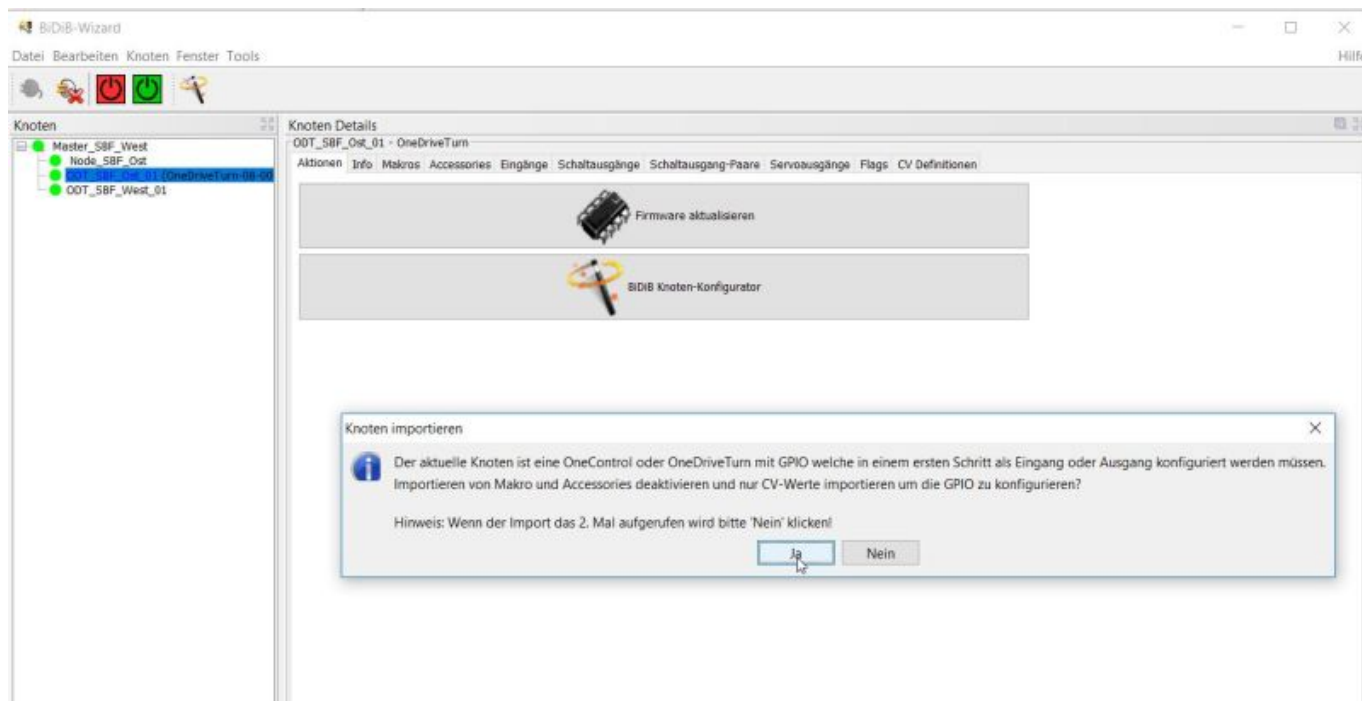 BiDiB-Wizard
Datei Bearbeiten Knoten Fenster Tools
Hilfe
Knoten
Master_SBF_West
Node_SBF_Ost
ODT_SBF_Ost_01 (OneDriveTurn-08-00
ODT_SBF_West_01
Knoten Details
ODT_SBF_Ost_01 - OneDriveTurn
Aktionen Info Makros Accessories Eingänge Schaltausgänge Schaltausgang-Paare Servoausgänge Flags CV Definitionen
Firmware aktualisieren
BiDiB Knoten-Konfigurator
Knoten importieren
Der aktuelle Knoten ist eine OneControl oder OneDriveTurn mit GPIO welche in einem ersten Schritt als Eingang oder Ausgang konfiguriert werden müssen.
Importieren von Makro und Accessories deaktivieren und nur CV-Werte importieren um die GPIO zu konfigurieren?
Hinweis: Wenn der Import das 2. Mal aufgerufen wird bitte 'Nein' klicken!
Ja Nein